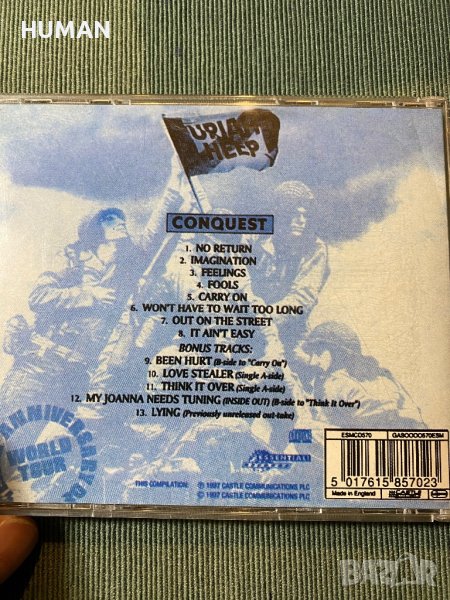 HUMAN
URIAH
HEEP
CONQUEST
1. NO RETURN
2. IMAGINATION
3. FEELINGS
4. FOOLS
5. CARRY ON
6. WON'T HAVE TO WAIT TOO LONG
7. OUT ON THE STREET
8. IT AIN'T EASY
BONUS TRACKS:
9. BEEN HURT (B-side to "Carry On")
10. LOVE STEALER (Single A-side)
11. THINK IT OVER (Single A-side)
12. MY JOANNA NEEDS TUNING (INSIDE OUT) (B-side to "Think It Over")
13. LYING (Previously unreleased out-take)
ANNIVERSARY
WORLD
TOUR
ESSENTIAL
THIS COMPILATION: ℗ 1997 CASTLE COMMUNICATIONS PLC
© 1997 CASTLE COMMUNICATIONS PLC
ESMCD570 GAS0000570ESM
5 017615 857023
Made in England
BAZAR